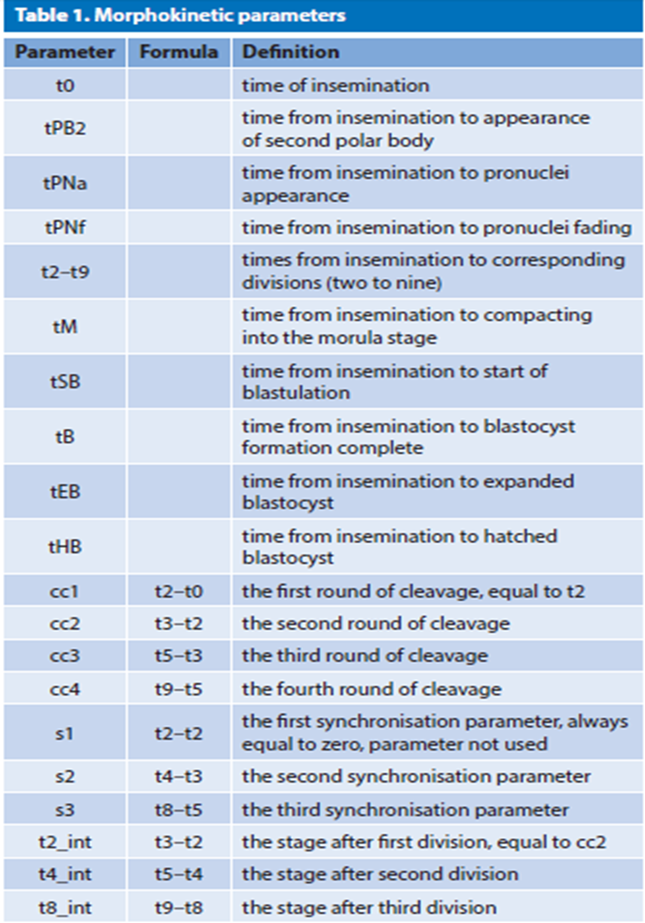 Table 1. Morphokinetic parameters
Parameter Formula Definition
t0 time of insemination
tPB2 time from insemination to appearance
of second polar body
tPNa time from insemination to pronuclei
appearance
tPNf time from insemination to pronuclei fading
t2–t9 times from insemination to corresponding
divisions (two to nine)
tM time from insemination to compacting
into the morula stage
tSB time from insemination to start of
blastulation
tB time from insemination to blastocyst
formation complete
tEB time from insemination to expanded
blastocyst
tHB time from insemination to hatched
blastocyst
cc1 t2–t0 the first round of cleavage, equal to t2
cc2 t3–t2 the second round of cleavage
cc3 t5–t3 the third round of cleavage
cc4 t9–t5 the fourth round of cleavage
s1 t2–t2 the first synchronisation parameter, always
equal to zero, parameter not used
s2 t4–t3 the second synchronisation parameter
s3 t8–t5 the third synchronisation parameter
t2_int t3–t2 the stage after first division, equal to cc2
t4_int t5–t4 the stage after second division
t8_int t9–t8 the stage after third division